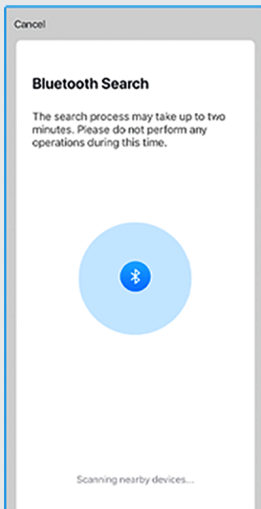 Cancel
Bluetooth Search
The search process may take up to two
minutes. Please do not perform any
operations during this time.
Scanning nearby devices...